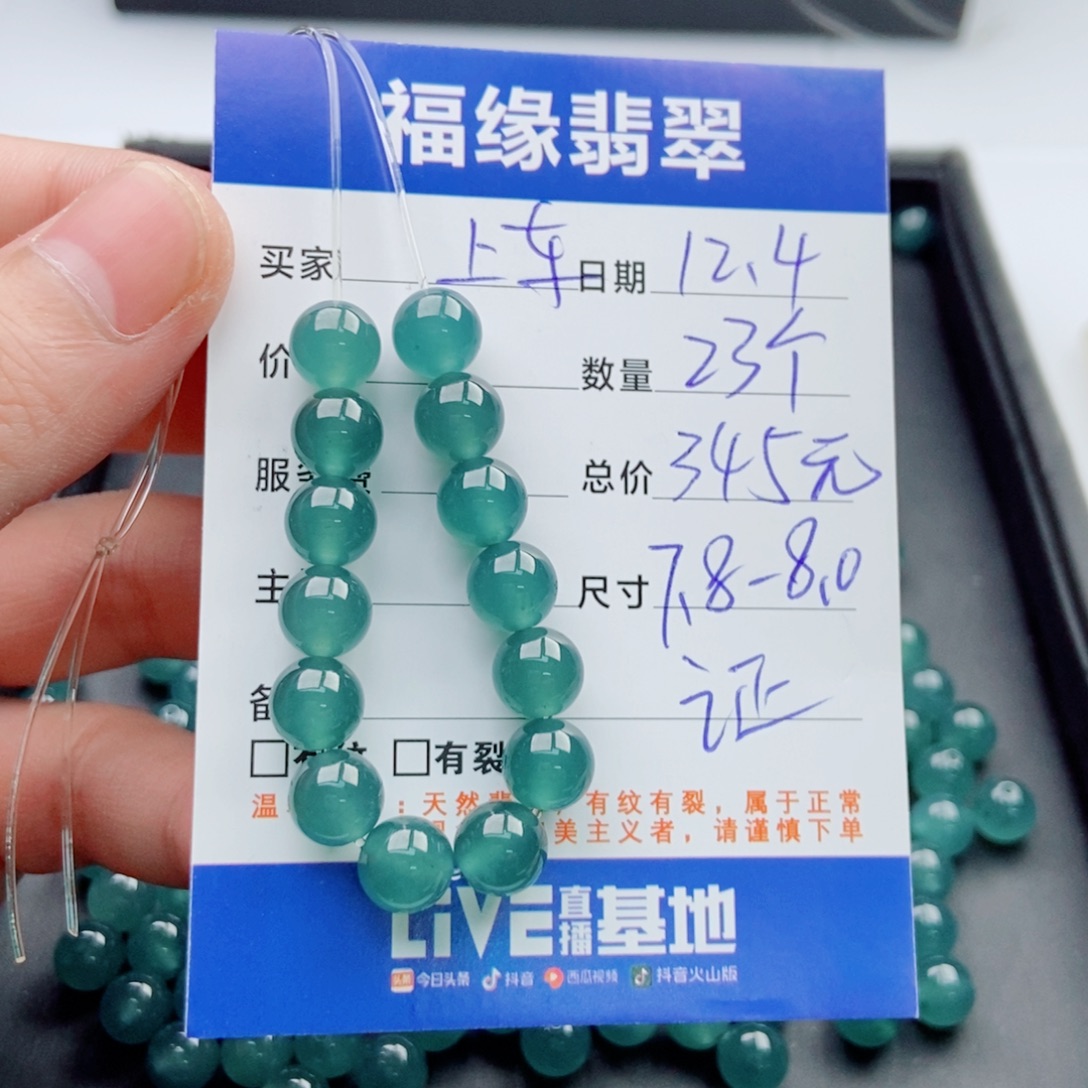 福缘翡翠
买家 上车 日期 12.4
价 数量 23个
服 总价 345元
主 尺寸 7.8-8.0
备 证
□ □有裂
温 :天然 有纹有裂，属于正常
美主义者，请谨慎下单
LiVE直播基地
头条 今日头条 抖音 西瓜视频 抖音火山版